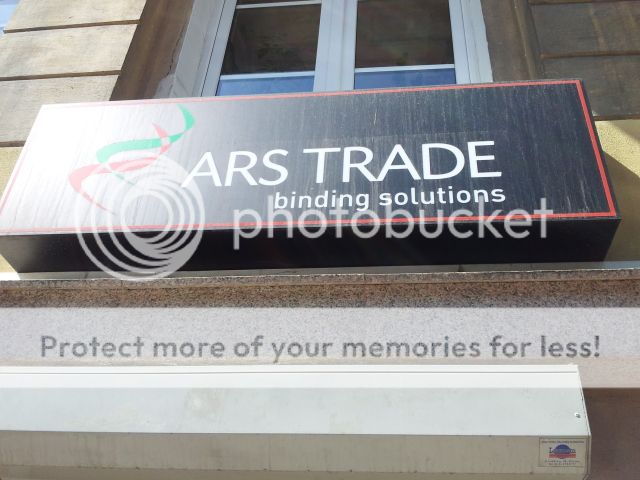 ARS TRADE
binding solutions
photobucket
Protect more of your memories for less!